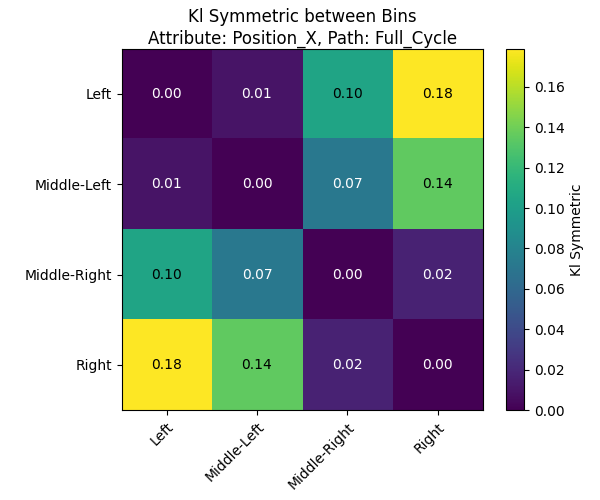 Kl Symmetric between Bins
Attribute: Position_X, Path: Full_Cycle
Left 0.00 0.01 0.10 0.18
Middle-Left 0.01 0.00 0.07 0.14
Middle-Right 0.10 0.07 0.00 0.02
Right 0.18 0.14 0.02 0.00
Left Middle-Left Middle-Right Right
0.16
0.14
0.12
0.10
0.08
0.06
0.04
0.02
0.00
Kl Symmetric